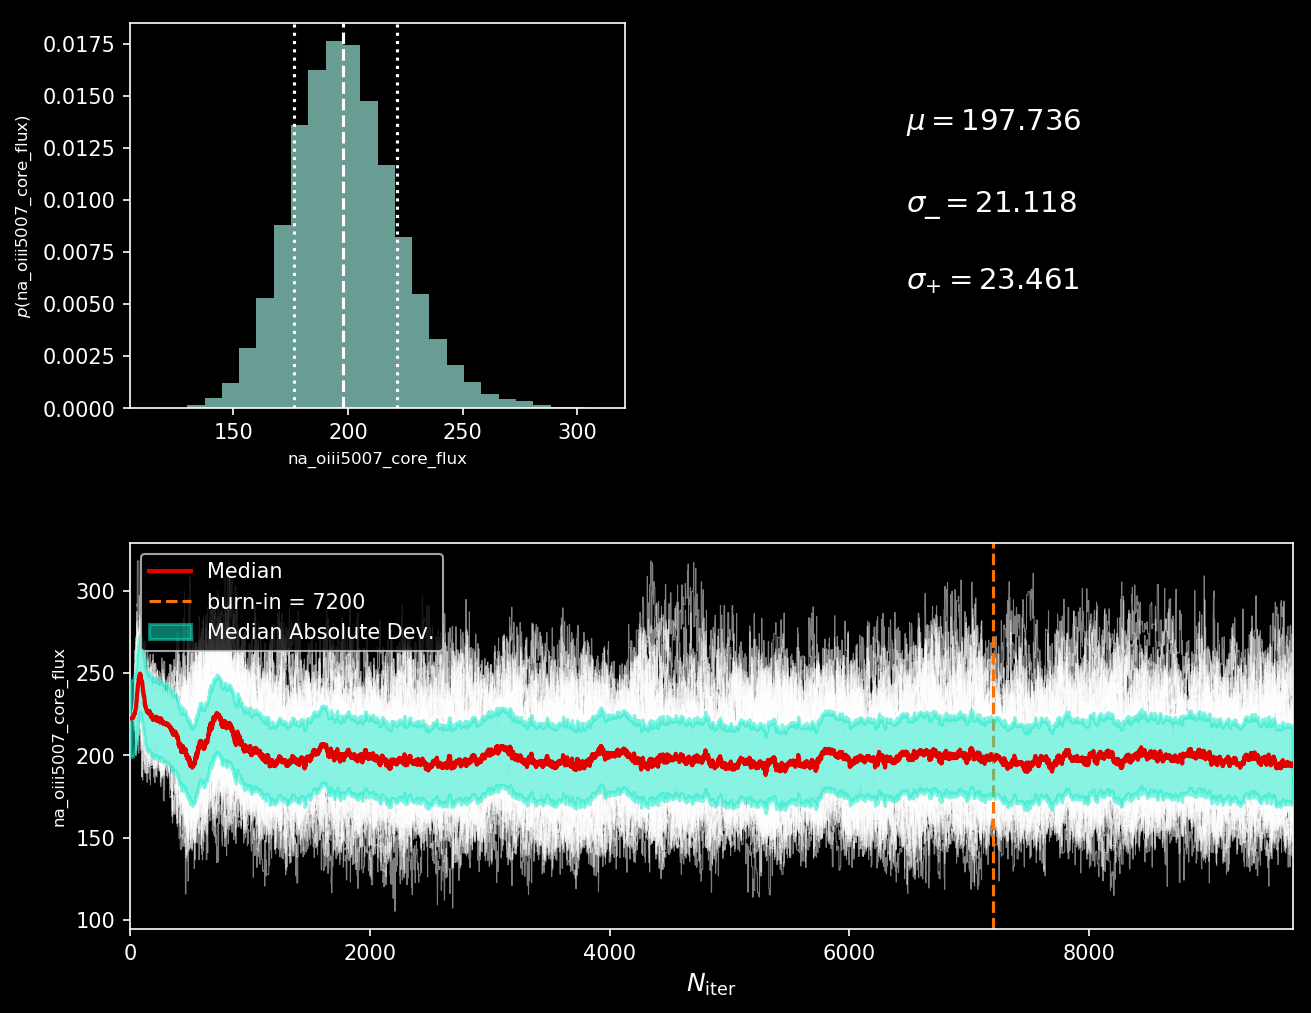 0.0175
0.0150
0.0125
0.0100
0.0075
0.0050
0.0025
0.0000
p(na_oiii5007_core_flux)
150 200 250 300
na_oiii5007_core_flux
μ = 197.736
σ₋ = 21.118
σ₊ = 23.461
Median
burn-in = 7200
Median Absolute Dev.
300
250
200
150
100
na_oiii5007_core_flux
0 2000 4000 6000 8000
N_iter